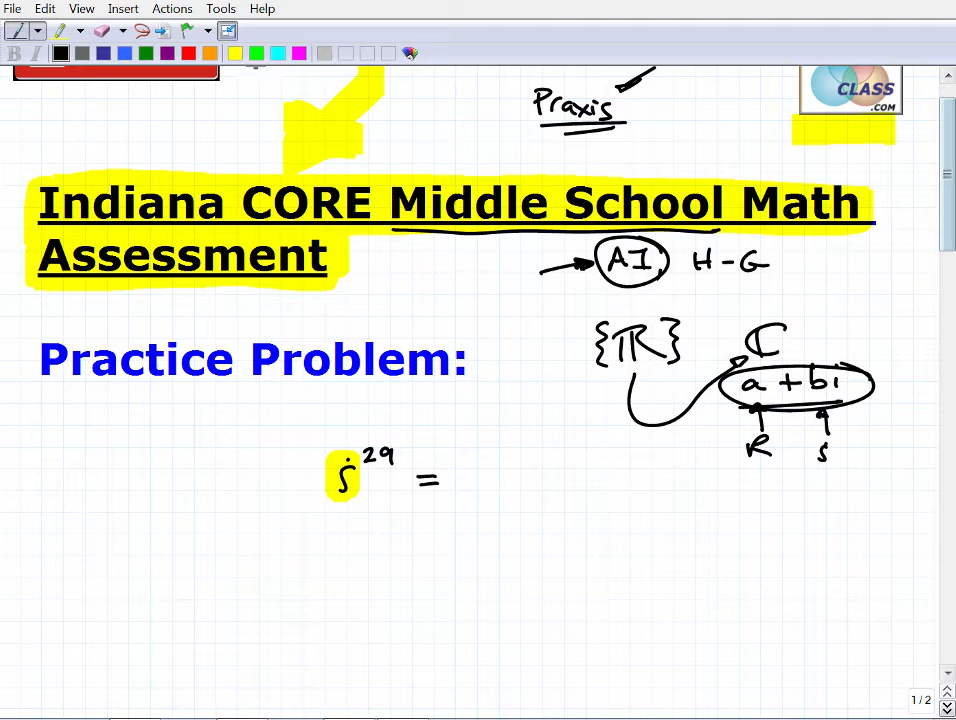 File Edit View Insert Actions Tools Help
B I
Praxis
CLASS
.COM
Indiana CORE Middle School Math
Assessment
AI H-G
{ℝ} ℂ
Practice Problem:
a + bi
R
i²⁹ =
1 / 2